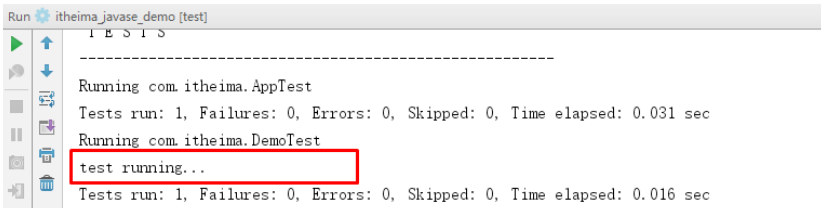 Run itheima_javase_demo [test]
T E S T S
-------------------------------------------------------
Running com.itheima.AppTest
Tests run: 1, Failures: 0, Errors: 0, Skipped: 0, Time elapsed: 0.031 sec
Running com.itheima.DemoTest
test running...
Tests run: 1, Failures: 0, Errors: 0, Skipped: 0, Time elapsed: 0.016 sec